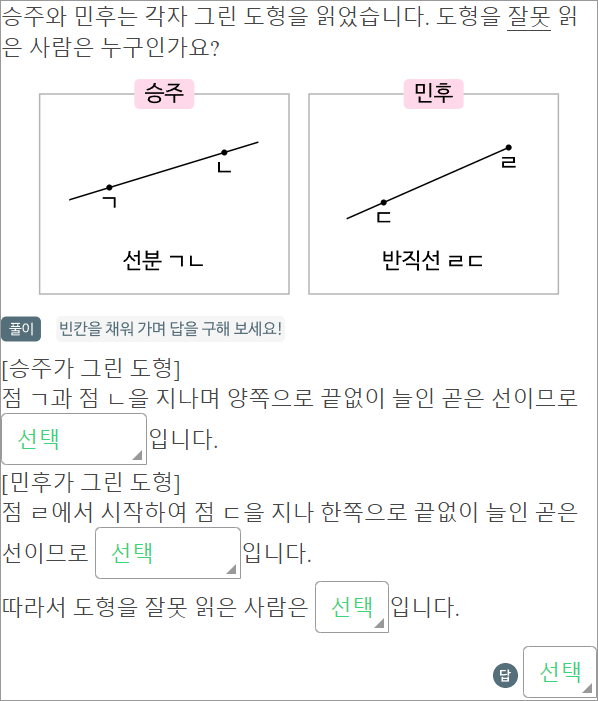 승주와 민후는 각자 그린 도형을 읽었습니다. 도형을 잘못 읽
은 사람은 누구인가요?
승주
민후
ㄱ
ㄴ
선분 ㄱㄴ
ㄷ
ㄹ
반직선 ㄹㄷ
풀이 빈칸을 채워 가며 답을 구해 보세요!
[승주가 그린 도형]
점 ㄱ과 점 ㄴ을 지나며 양쪽으로 끝없이 늘인 곧은 선이므로
선택 입니다.
[민후가 그린 도형]
점 ㄹ에서 시작하여 점 ㄷ을 지나 한쪽으로 끝없이 늘인 곧은
선이므로 선택 입니다.
따라서 도형을 잘못 읽은 사람은 선택 입니다.
답 선택